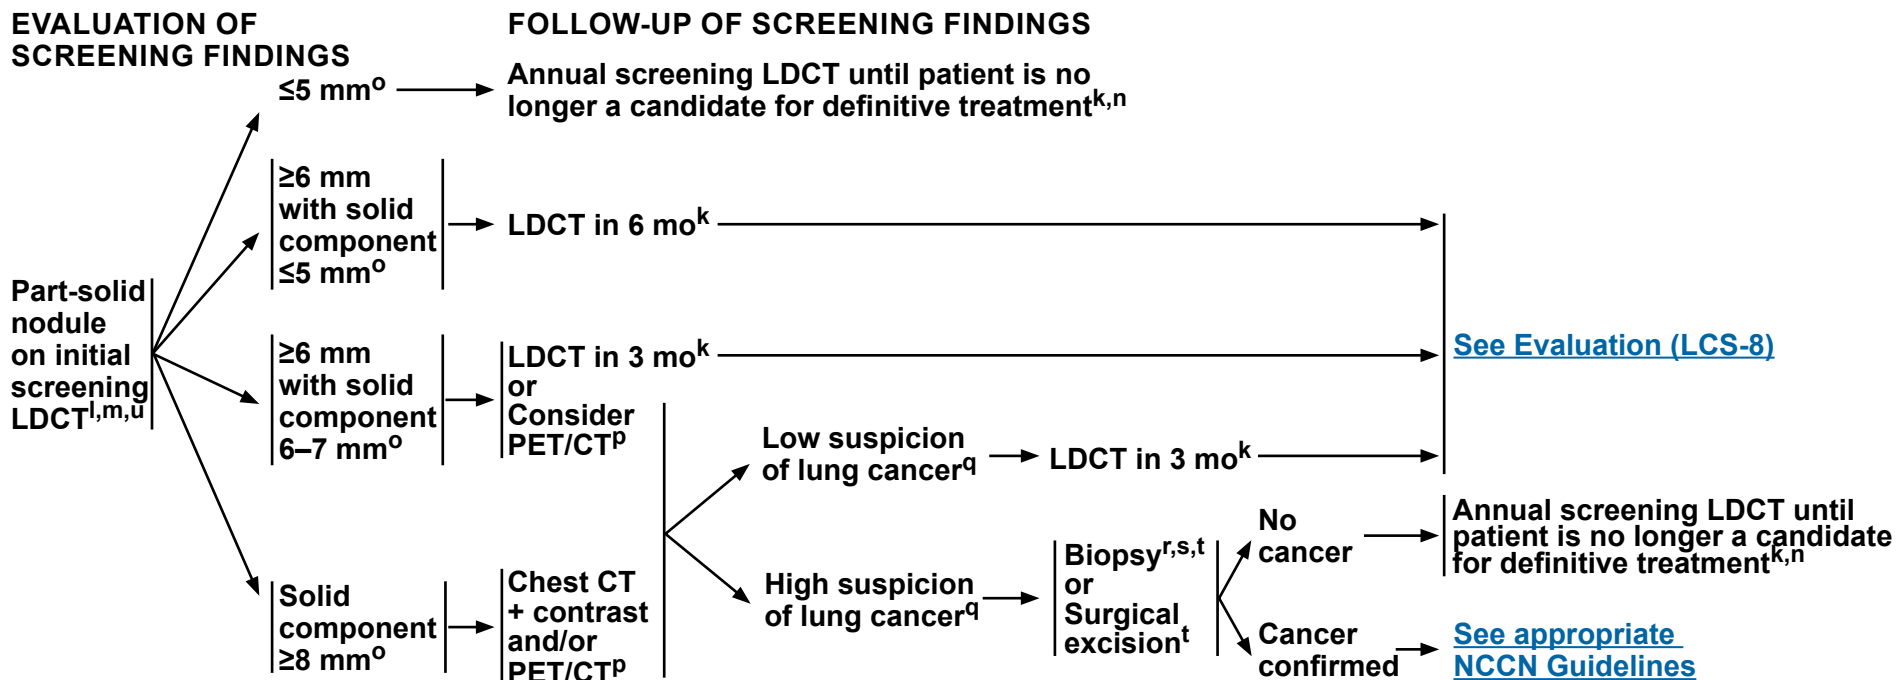 EVALUATION OF
SCREENING FINDINGS
FOLLOW-UP OF SCREENING FINDINGS
≤5 mmᵒ
Annual screening LDCT until patient is no
longer a candidate for definitive treatmentᵏ,ⁿ
≥6 mm
with solid
component
≤5 mmᵒ
LDCT in 6 moᵏ
Part-solid
nodule
on initial
screening
LDCTˡ,ᵐ,ᵘ
≥6 mm
with solid
component
6–7 mmᵒ
LDCT in 3 moᵏ
or
Consider
PET/CTᵖ
See Evaluation (LCS-8)
Low suspicion
of lung cancer^q
LDCT in 3 moᵏ
Solid
component
≥8 mmᵒ
Chest CT
+ contrast
and/or
PET/CTᵖ
High suspicion
of lung cancer^q
Biopsyʳ,ˢ,ᵗ
or
Surgical
excisionᵗ
No
cancer
Annual screening LDCT until
patient is no longer a candidate
for definitive treatmentᵏ,ⁿ
Cancer
confirmed
See appropriate
NCCN Guidelines